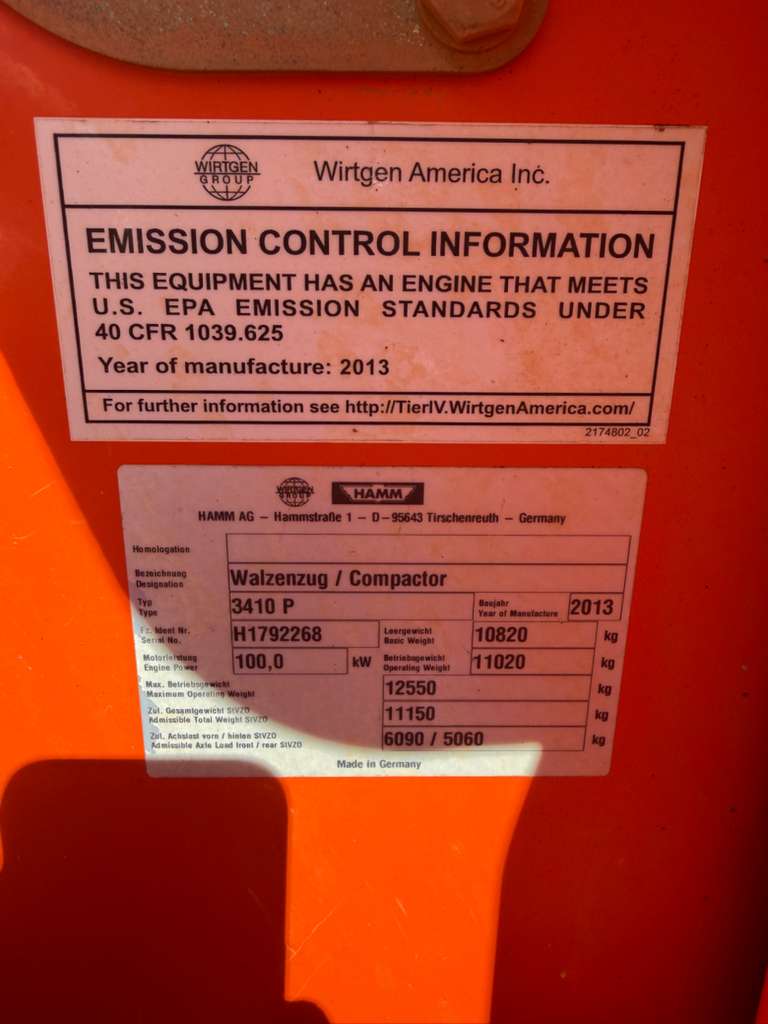 WIRTGEN
GROUP
Wirtgen America Inc.
EMISSION CONTROL INFORMATION
THIS EQUIPMENT HAS AN ENGINE THAT MEETS
U.S. EPA EMISSION STANDARDS UNDER
40 CFR 1039.625
Year of manufacture: 2013
For further information see http://TierIV.WirtgenAmerica.com/
2174802_02
WIRTGEN
GROUP
HAMM
HAMM AG – Hammstraße 1 – D–95643 Tirschenreuth – Germany
Homologation
Bezeichnung
Designation
Walzenzug / Compactor
Typ
Type
3410 P
Baujahr
Year of Manufacture
2013
Fz. Ident Nr.
Serial No.
H1792268
Leergewicht
Basic Weight
10820 kg
Motorleistung
Engine Power
100,0 kW
Betriebsgewicht
Operating Weight
11020 kg
Max. Betriebsgewicht
Maximum Operating Weight
12550 kg
Zul. Gesamtgewicht StVZO
Admissible Total Weight StVZO
11150 kg
Zul. Achslast vorn / hinten StVZO
Admissible Axle Load front / rear StVZO
6090 / 5060 kg
Made in Germany